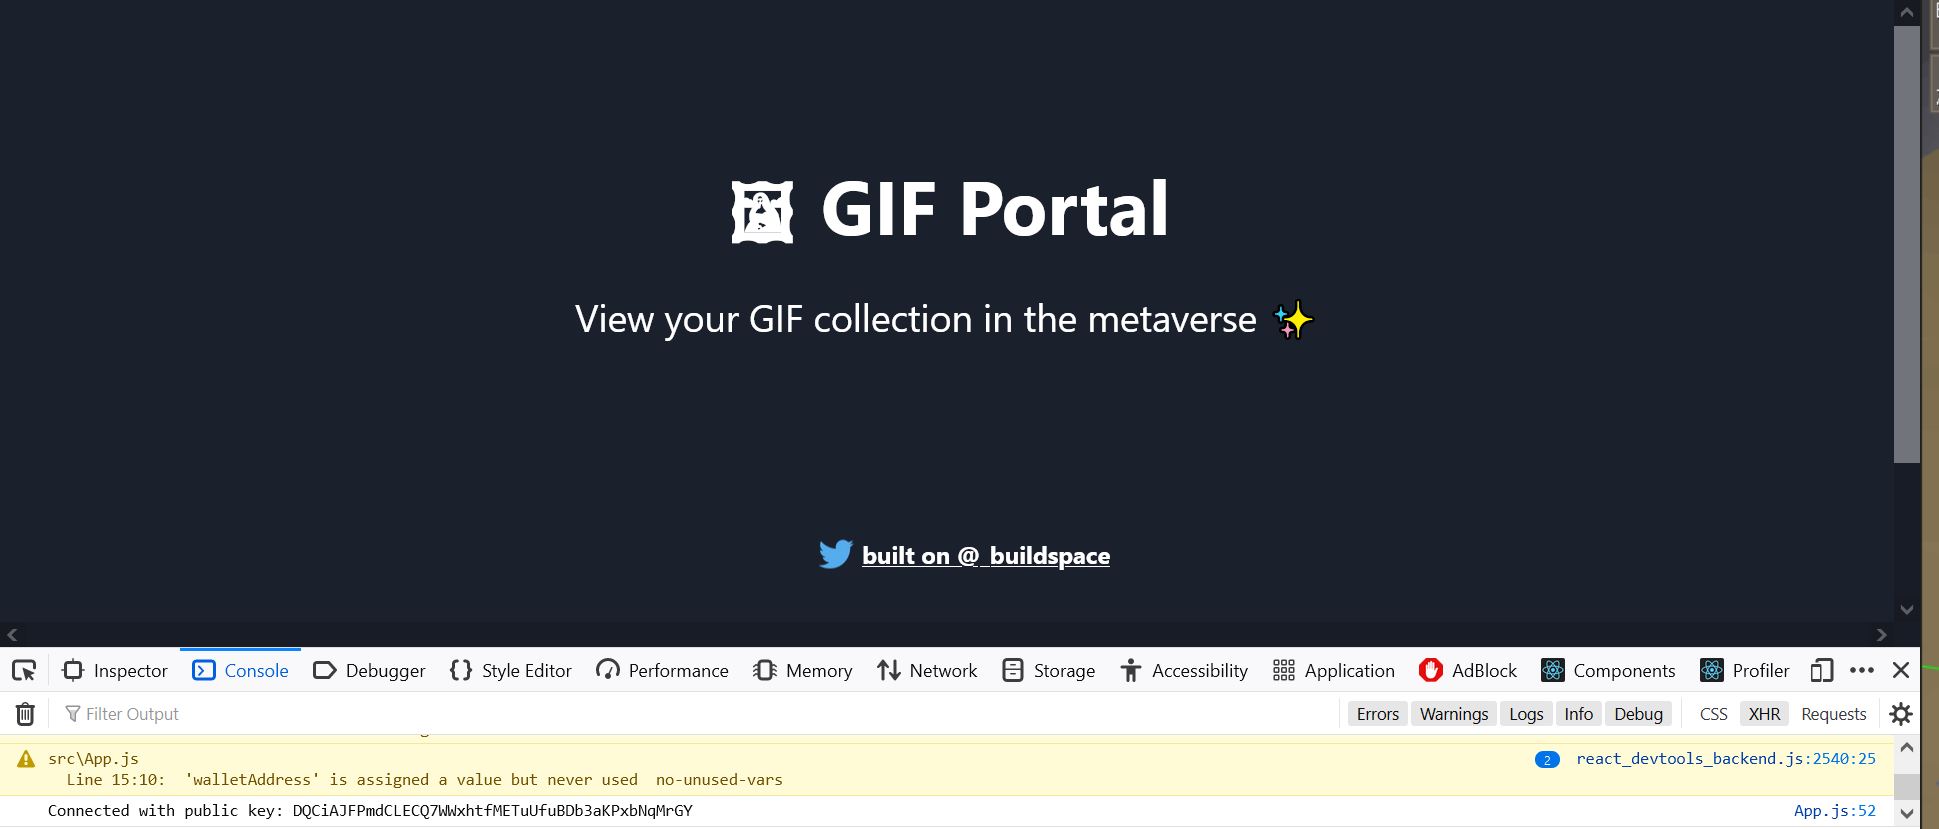 GIF Portal
View your GIF collection in the metaverse ✨
built on @_buildspace
Inspector Console Debugger Style Editor Performance Memory Network Storage Accessibility Application AdBlock Components Profiler
Filter Output Errors Warnings Logs Info Debug CSS XHR Requests
src\App.js 2 react_devtools_backend.js:2540:25
Line 15:10: 'walletAddress' is assigned a value but never used no-unused-vars
Connected with public key: DQCiAJFPmdCLECQ7WWxhtfMETuUfuBDb3aKPxbNqMrGY App.js:52